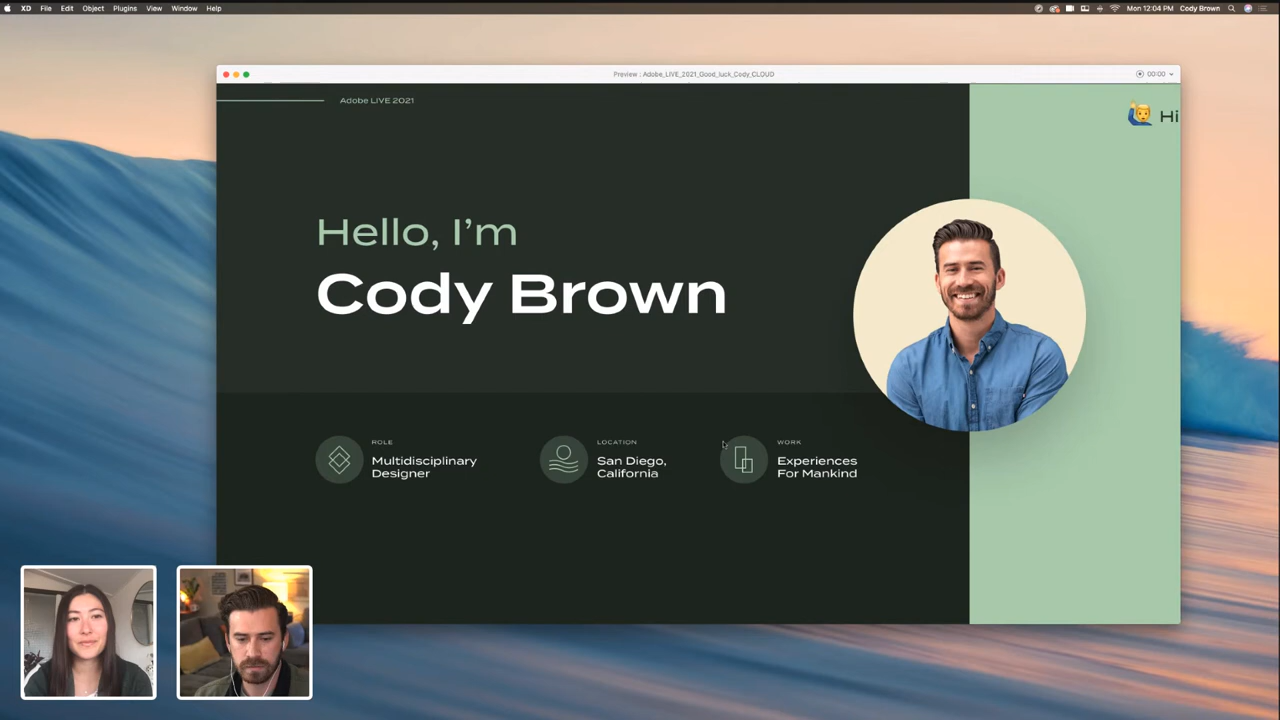 XD File Edit Object Plugins View Window Help
Mon 12:04 PM Cody Brown
Preview : Adobe_LIVE_2021_Good_luck_Cody_CLOUD
00:00
Adobe LIVE 2021
Hi
Hello, I’m
Cody Brown
ROLE
Multidisciplinary
Designer
LOCATION
San Diego,
California
WORK
Experiences
For Mankind